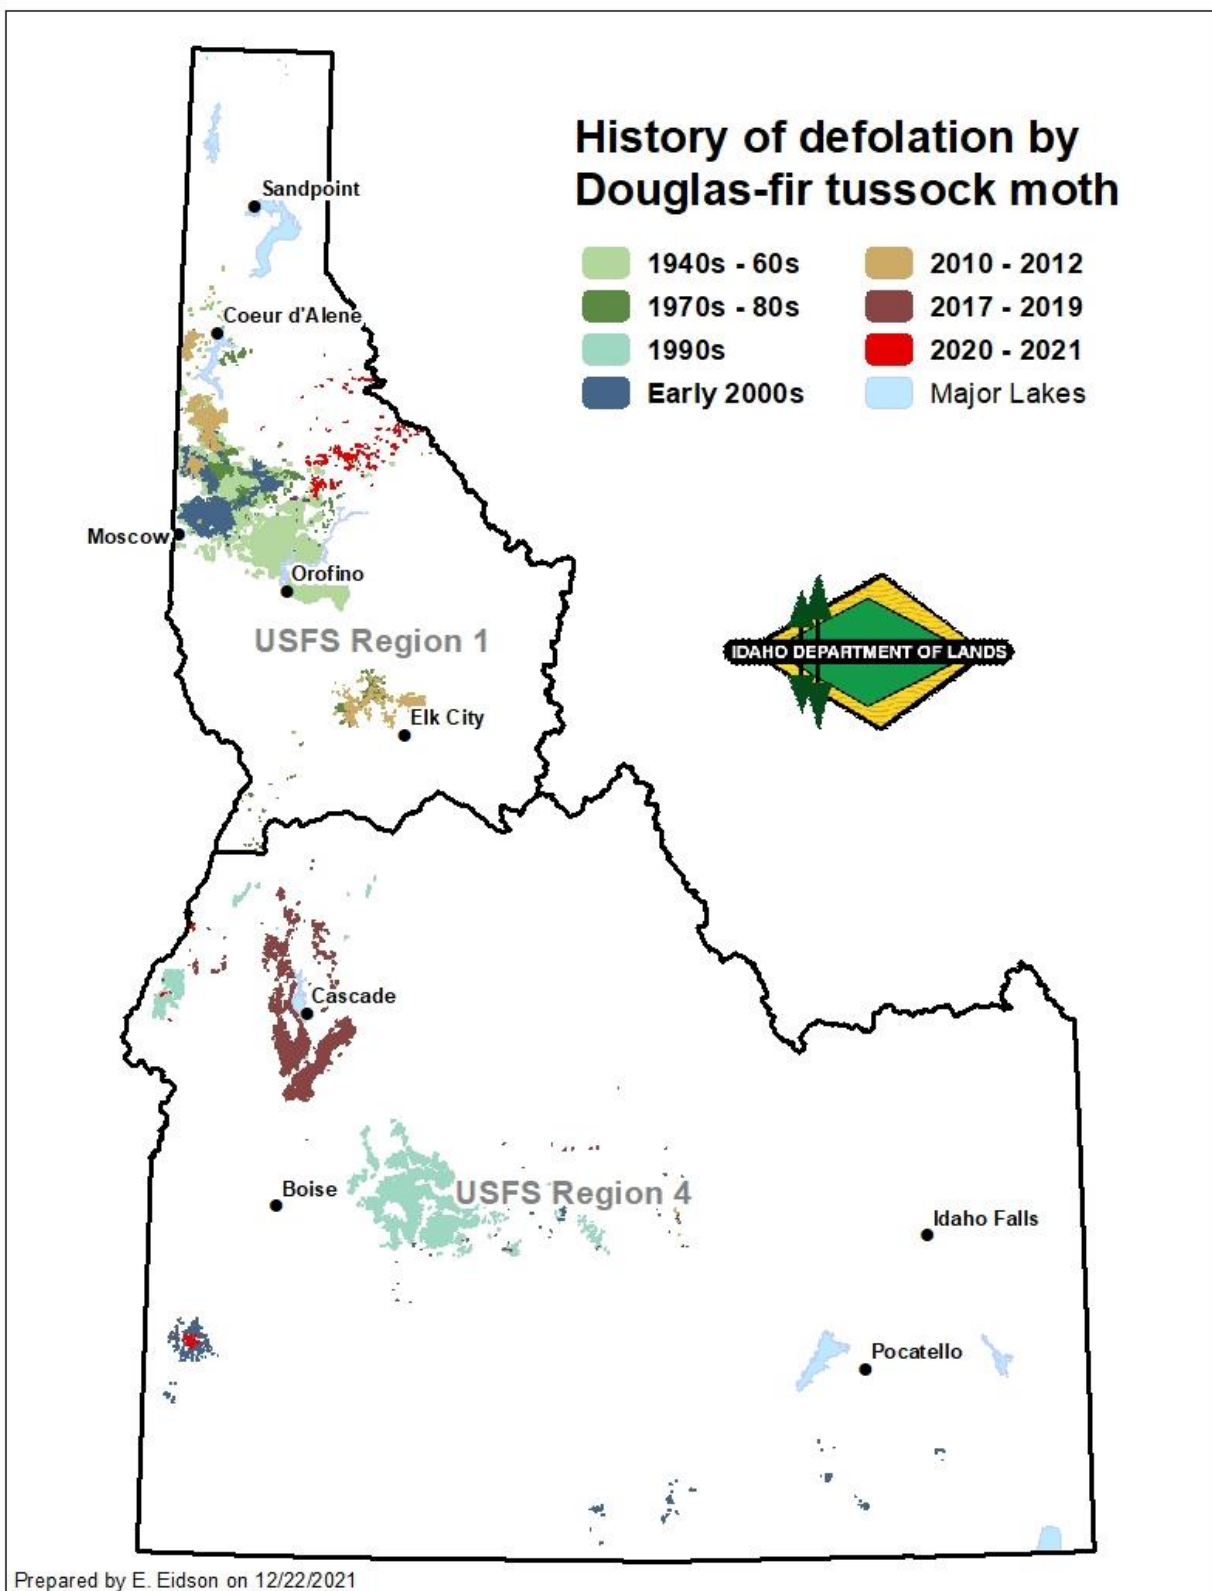 History of defolation by
Douglas-fir tussock moth
1940s - 60s
1970s - 80s
1990s
Early 2000s
2010 - 2012
2017 - 2019
2020 - 2021
Major Lakes
Sandpoint
Coeur d'Alene
Moscow
Orofino
USFS Region 1
Elk City
IDAHO DEPARTMENT OF LANDS
Cascade
Boise
USFS Region 4
Idaho Falls
Pocatello
Prepared by E. Eidson on 12/22/2021